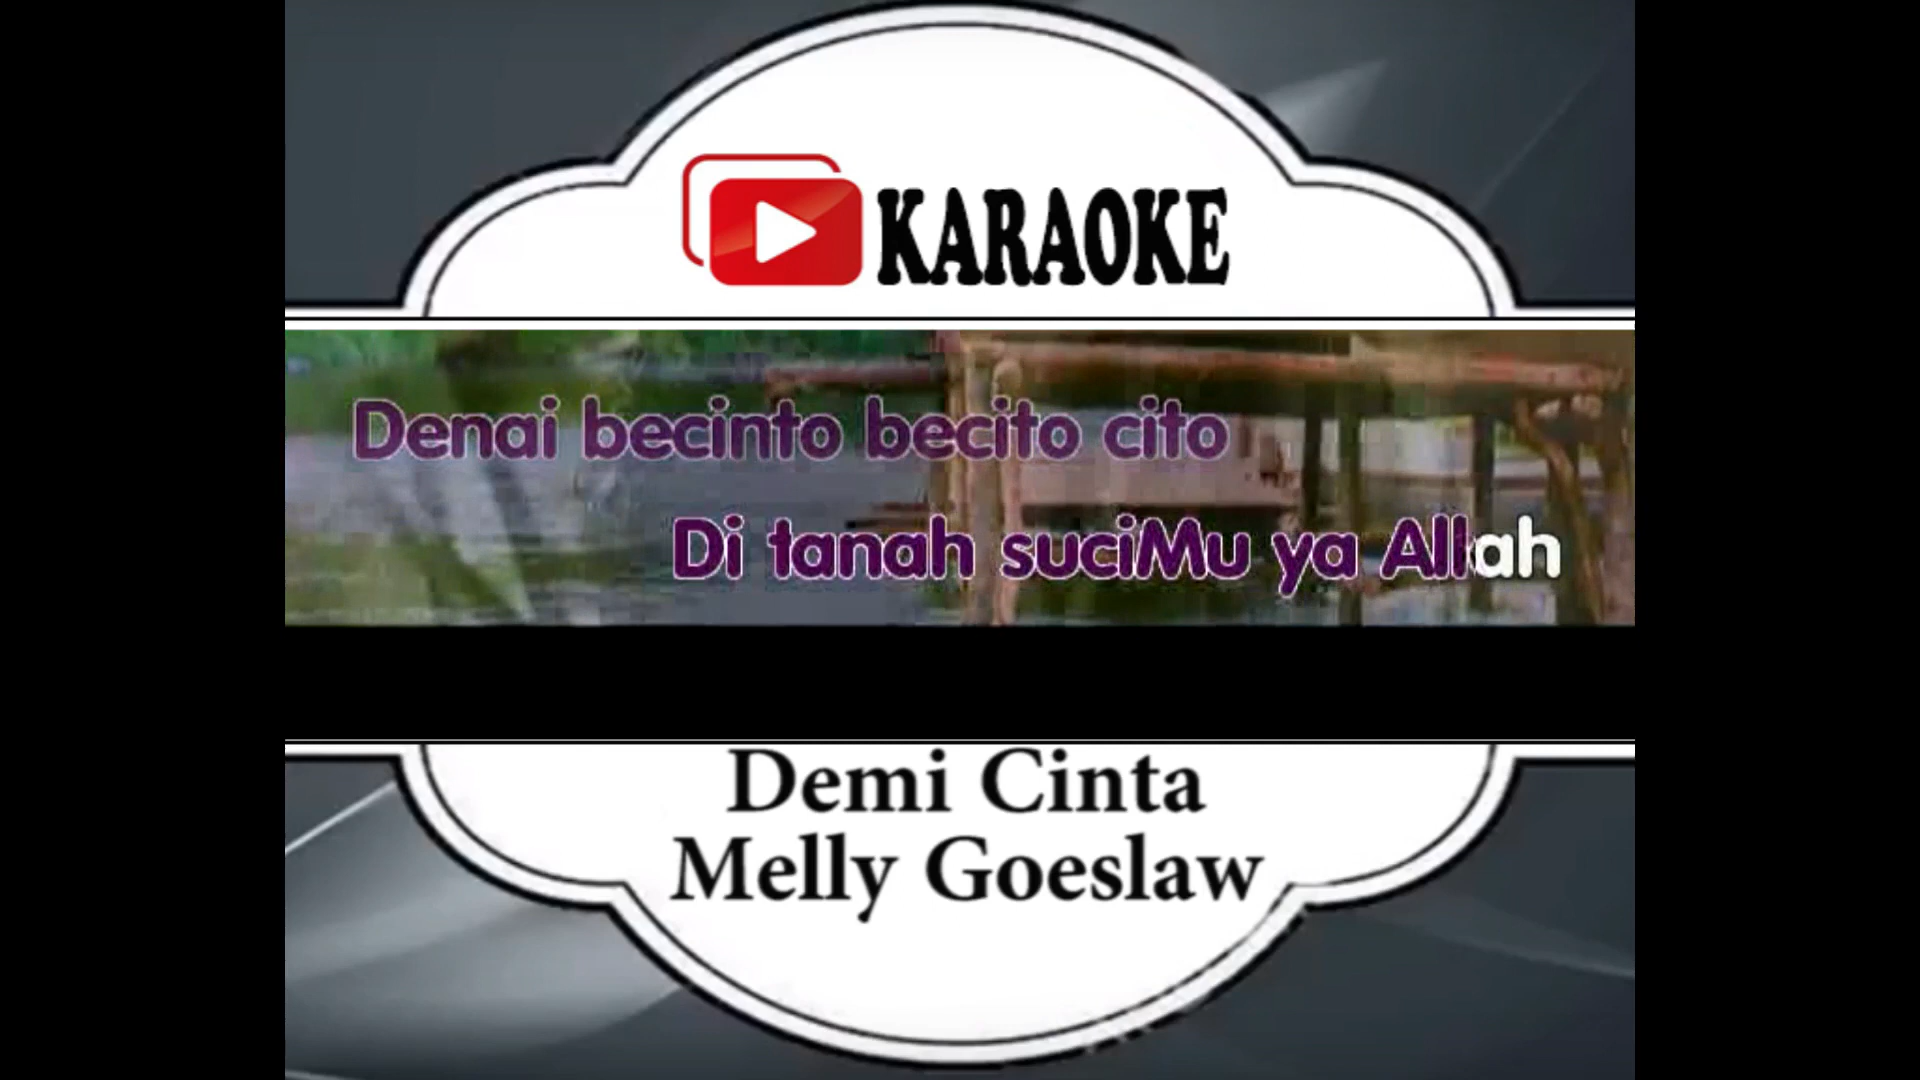 KARAOKE
Denai becinto becito cito
Di tanah suciMu ya Allah
Demi Cinta
Melly Goeslaw